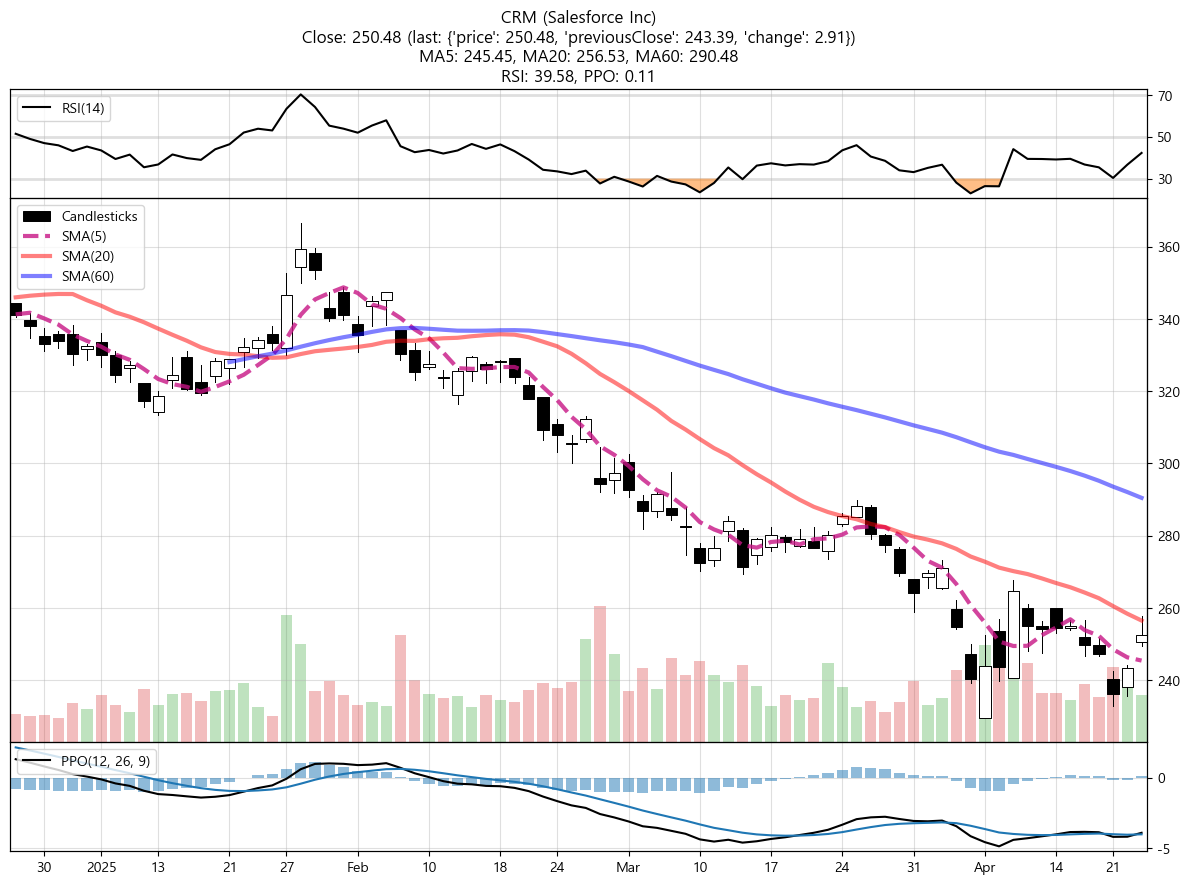 CRM (Salesforce Inc)
Close: 250.48 (last: {'price': 250.48, 'previousClose': 243.39, 'change': 2.91})
MA5: 245.45, MA20: 256.53, MA60: 290.48
RSI: 39.58, PPO: 0.11
RSI(14)
70
50
30
Candlesticks
SMA(5)
SMA(20)
SMA(60)
360
340
320
300
280
260
240
PPO(12, 26, 9)
0
-5
30 2025 13 21 27 Feb 10 18 24 Mar 10 17 24 31 Apr 14 21